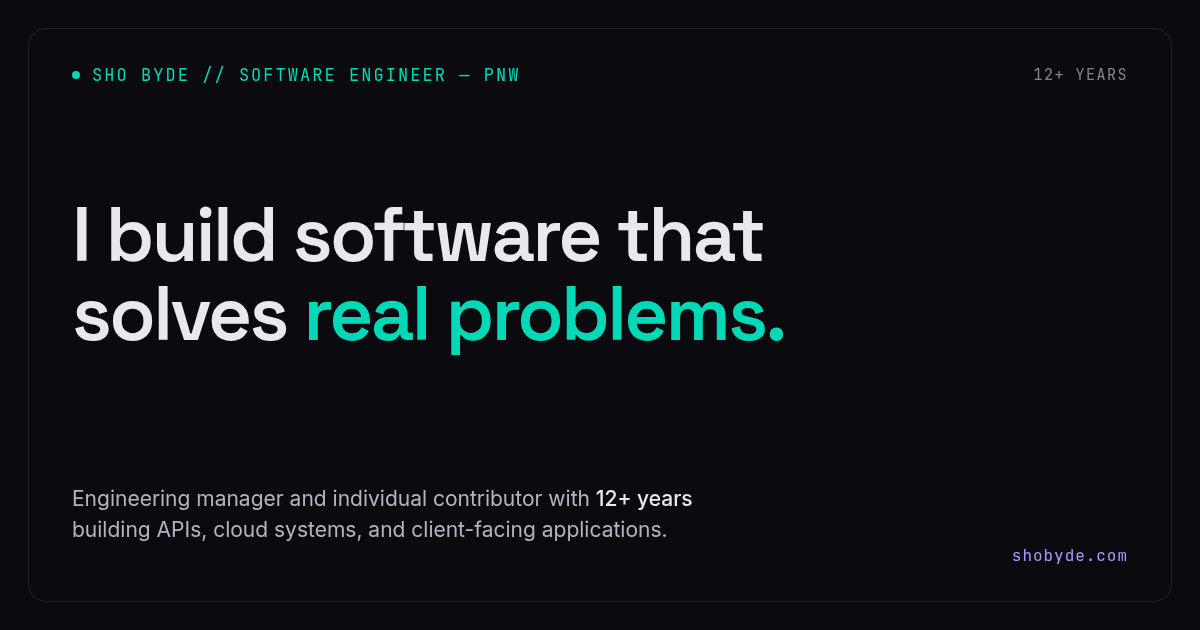 SHO BYDE // SOFTWARE ENGINEER — PNW
12+ YEARS
I build software that
solves real problems.
Engineering manager and individual contributor with 12+ years
building APIs, cloud systems, and client-facing applications.
shobyde.com